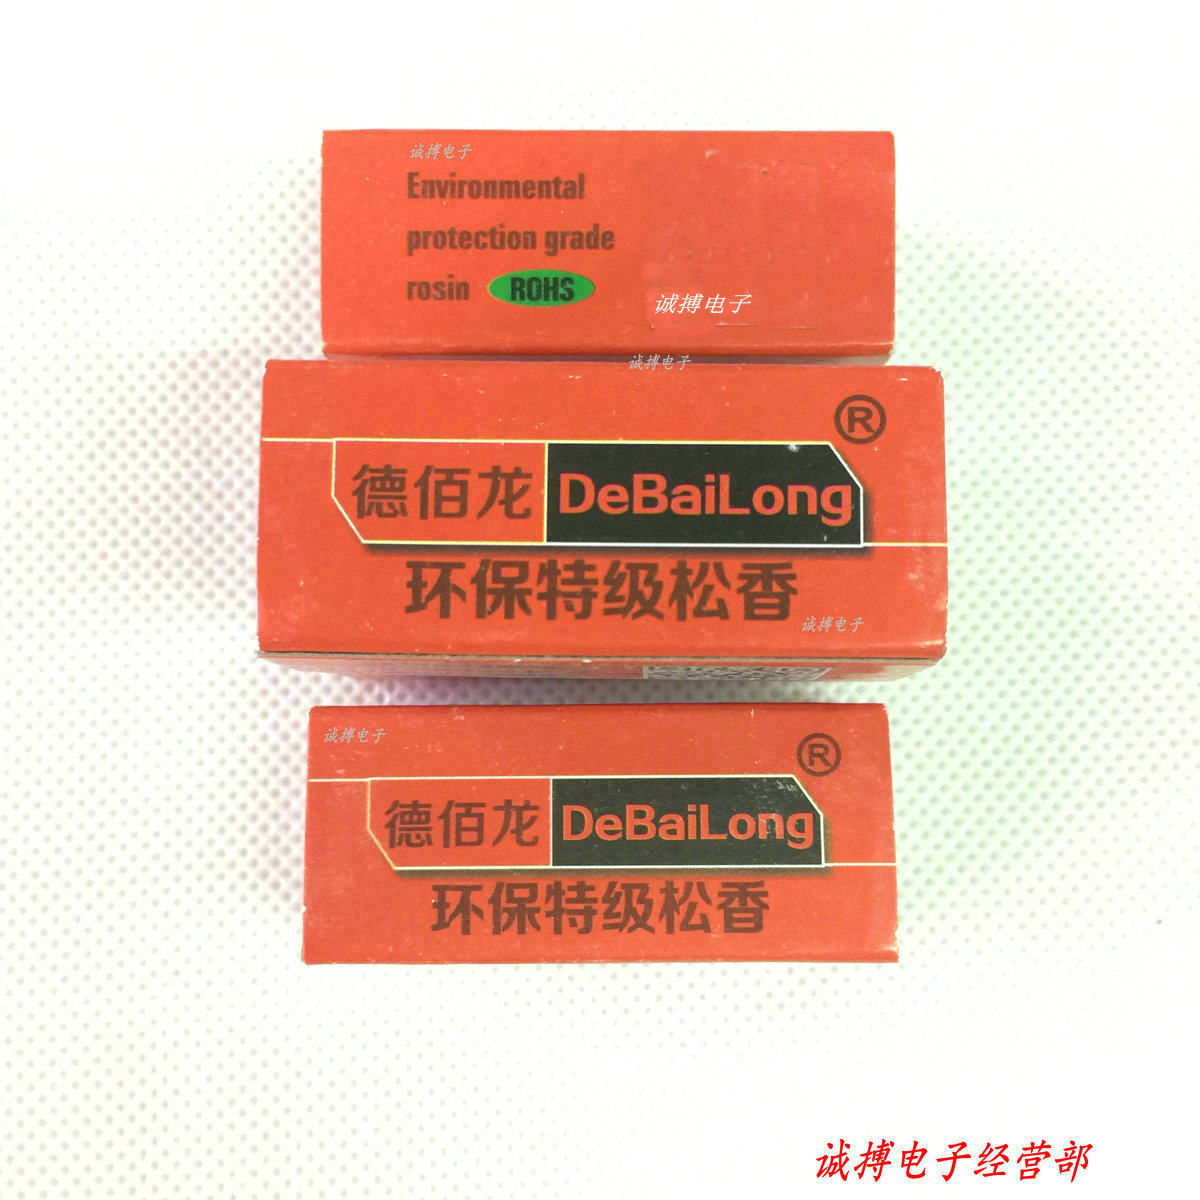 诚搏电子
Environmental
protection grade
rosin ROHS
诚搏电子
诚搏电子
®
德佰龙 DeBaiLong
环保特级松香
诚搏电子
诚搏电子
®
德佰龙 DeBaiLong
环保特级松香
诚搏电子经营部